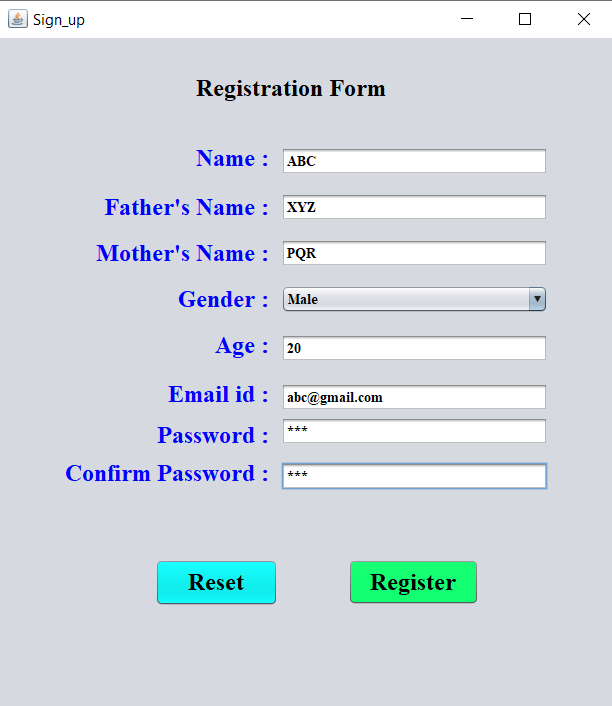 Sign_up
Registration Form
Name : ABC
Father's Name : XYZ
Mother's Name : PQR
Gender : Male
Age : 20
Email id : abc@gmail.com
Password : ***
Confirm Password : ***
Reset Register